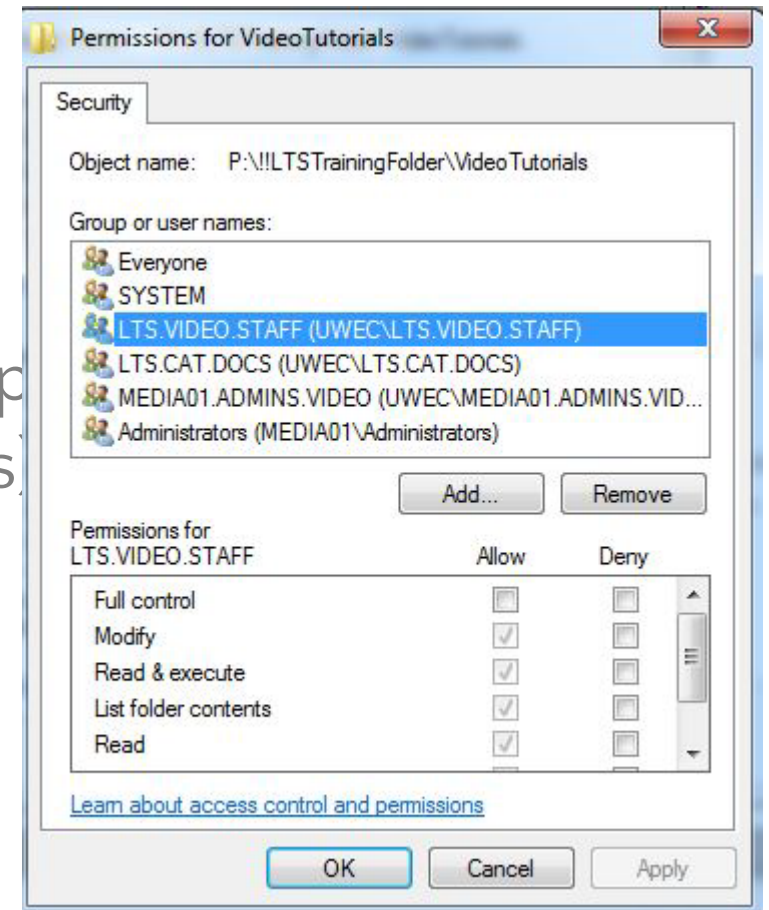 Permissions for VideoTutorials
Security
Object name: P:\!!LTSTrainingFolder\VideoTutorials
Group or user names:
Everyone
SYSTEM
LTS.VIDEO.STAFF (UWEC\LTS.VIDEO.STAFF)
LTS.CAT.DOCS (UWEC\LTS.CAT.DOCS)
MEDIA01.ADMINS.VIDEO (UWEC\MEDIA01.ADMINS.VID...
Administrators (MEDIA01\Administrators)
Add... Remove
Permissions for
LTS.VIDEO.STAFF Allow Deny
Full control
Modify
Read & execute
List folder contents
Read
Learn about access control and permissions
OK Cancel Apply